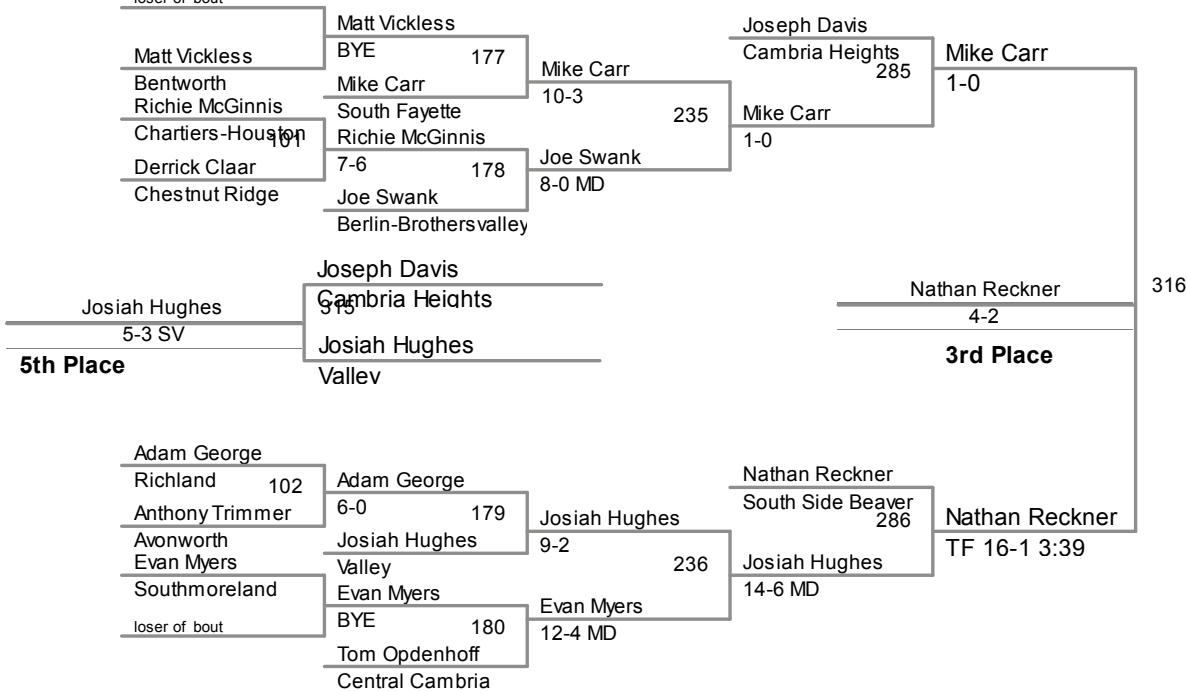 loser of bout
Matt Vickless
Bentworth
Richie McGinnis
Chartiers-Houston
101
Derrick Claar
Chestnut Ridge
Matt Vickless
BYE
177
Mike Carr
South Fayette
Richie McGinnis
7-6
178
Joe Swank
Berlin-Brothersvalley
Mike Carr
10-3
235
Joe Swank
8-0 MD
Joseph Davis
Cambria Heights
285
Mike Carr
1-0
Mike Carr
1-0
Joseph Davis
Cambria Heights
315
Josiah Hughes
Valley
Josiah Hughes
5-3 SV
5th Place
Nathan Reckner
4-2
3rd Place
316
Adam George
Richland
102
Anthony Trimmer
Avonworth
Evan Myers
Southmoreland
loser of bout
Adam George
6-0
179
Josiah Hughes
Valley
Evan Myers
BYE
180
Tom Opdenhoff
Central Cambria
Josiah Hughes
9-2
236
Evan Myers
12-4 MD
Nathan Reckner
South Side Beaver
286
Josiah Hughes
14-6 MD
Nathan Reckner
TF 16-1 3:39